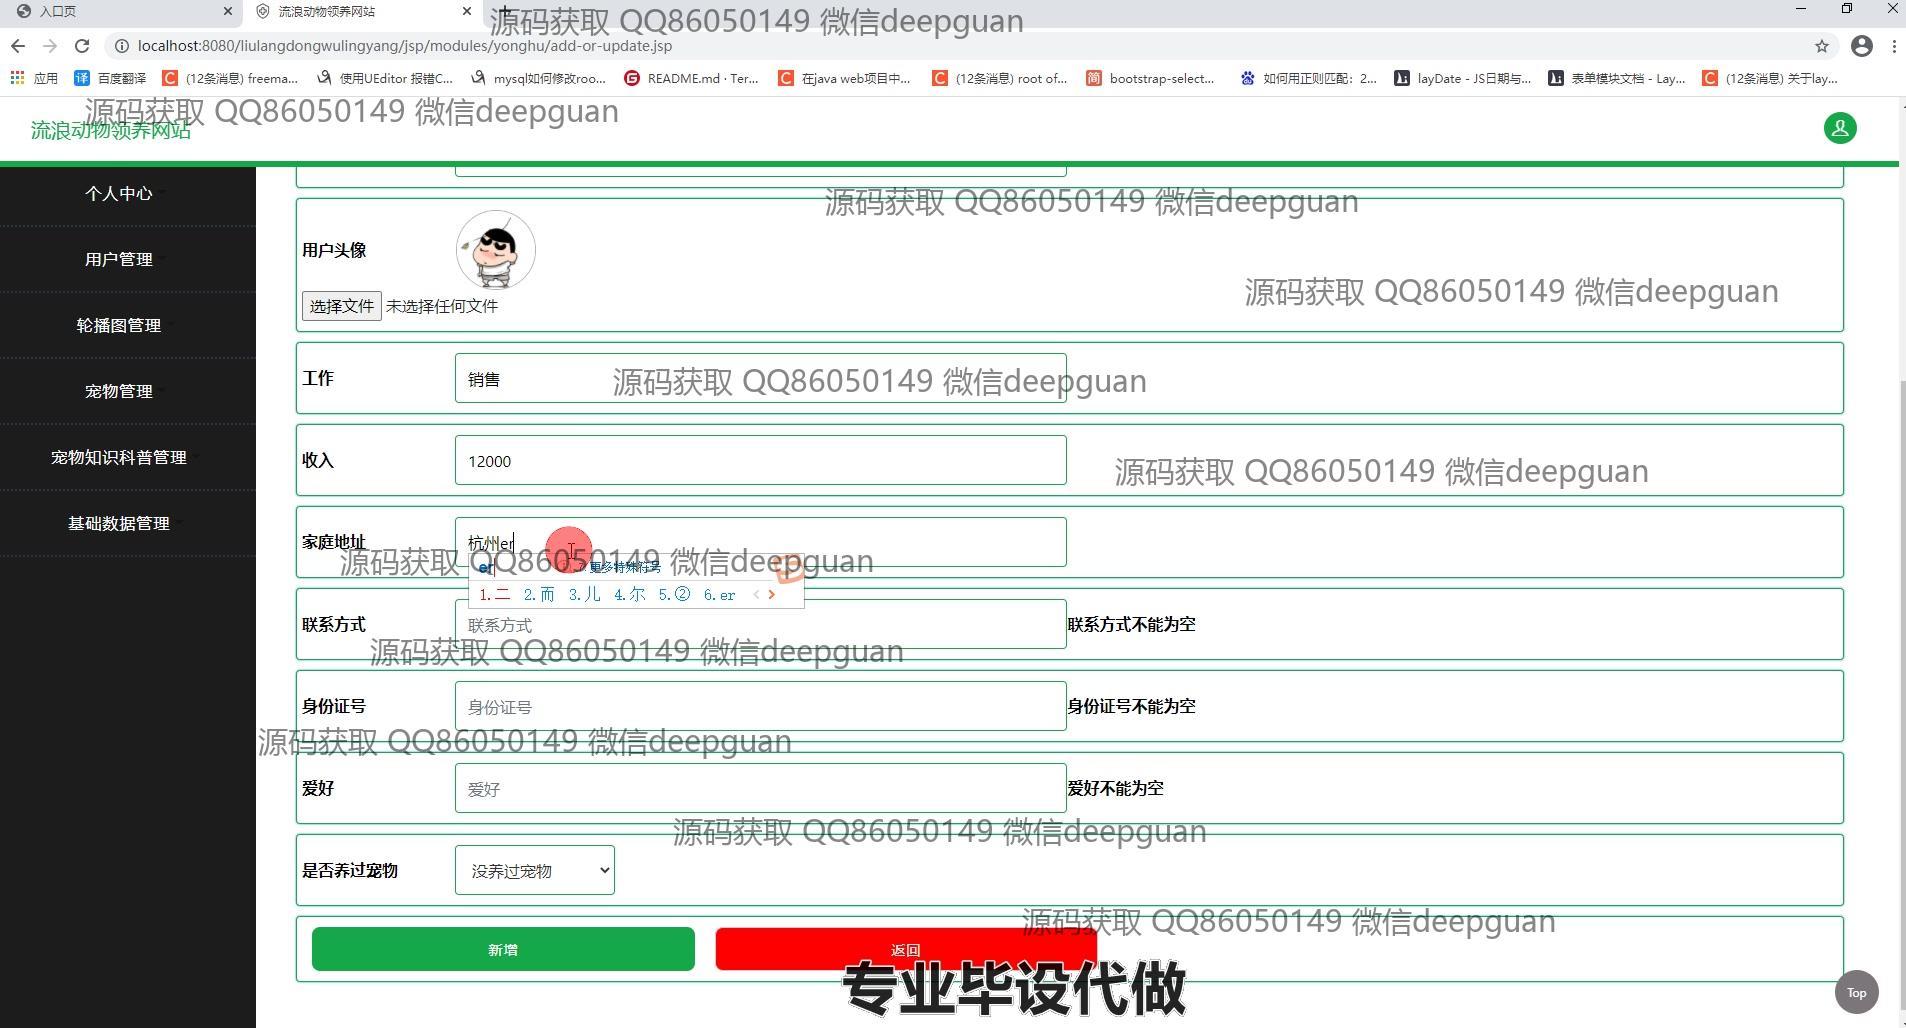 入口页
流浪动物领养网站
源码获取 QQ86050149 微信deepguan
localhost:8080/liulangdongwulingyang/jsp/modules/yonghu/add-or-update.jsp
应用
百度翻译
(12条消息) freema...
使用UEditor 报错C...
mysql如何修改roo...
README.md · Ter...
在java web项目中...
(12条消息) root of...
bootstrap-select...
如何用正则匹配：2...
layDate - JS日期与...
表单模块文档 - Lay...
(12条消息) 关于lay...
源码获取 QQ86050149 微信deepguan
流浪动物领养网站
个人中心
用户管理
轮播图管理
宠物管理
宠物知识科普管理
基础数据管理
源码获取 QQ86050149 微信deepguan
用户头像
源码获取 QQ86050149 微信deepguan
选择文件 未选择任何文件
工作
销售
源码获取 QQ86050149 微信deepguan
收入
12000
源码获取 QQ86050149 微信deepguan
家庭地址
杭州er
源码获取 QQ86050149 微信deepguan
er
7.更多特殊符号
1.二 2.而 3.儿 4.尔 5.② 6.er
联系方式
联系方式
联系方式不能为空
源码获取 QQ86050149 微信deepguan
身份证号
身份证号
身份证号不能为空
源码获取 QQ86050149 微信deepguan
爱好
爱好
爱好不能为空
源码获取 QQ86050149 微信deepguan
是否养过宠物
没养过宠物
源码获取 QQ86050149 微信deepguan
新增
返回
专业毕设代做
Top